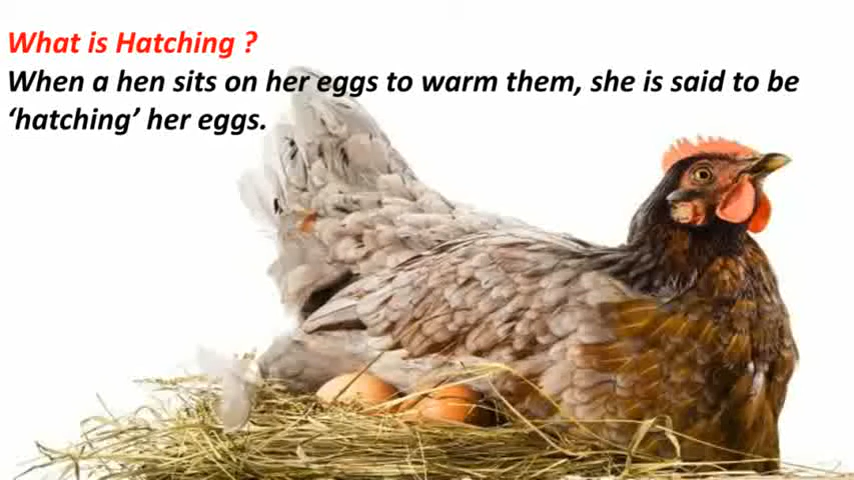 What is Hatching ?
When a hen sits on her eggs to warm them, she is said to be
‘hatching’ her eggs.